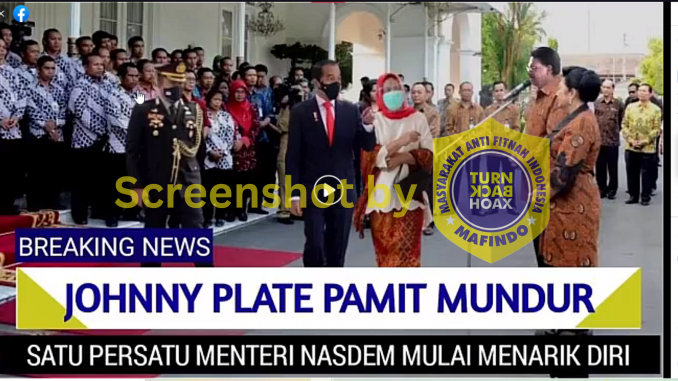 Screenshot by
MASYARAKAT ANTI FITNAH INDONESIA
TURN
BACK
HOAX
MAFINDO
BREAKING NEWS
JOHNNY PLATE PAMIT MUNDUR
SATU PERSATU MENTERI NASDEM MULAI MENARIK DIRI